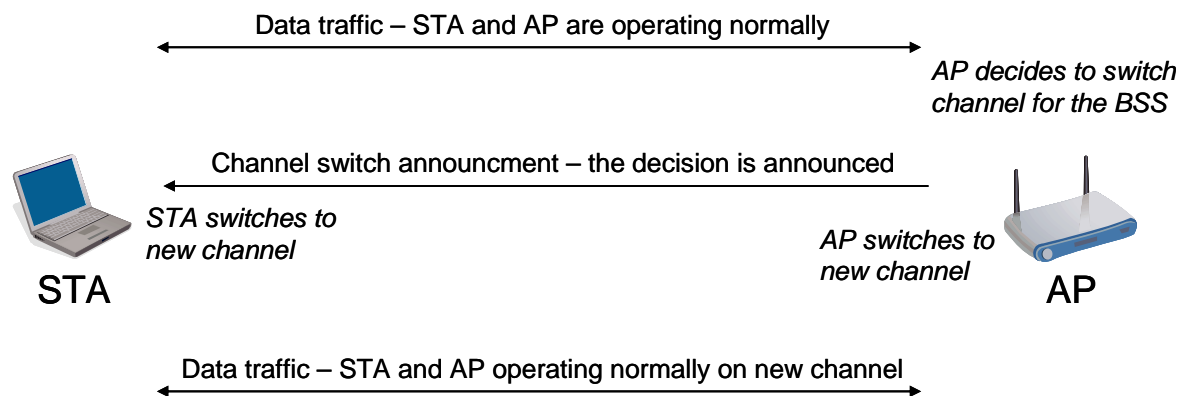 Data traffic – STA and AP are operating normally
AP decides to switch
channel for the BSS
Channel switch announcment – the decision is announced
STA switches to
new channel
AP switches to
new channel
STA
AP
Data traffic – STA and AP operating normally on new channel